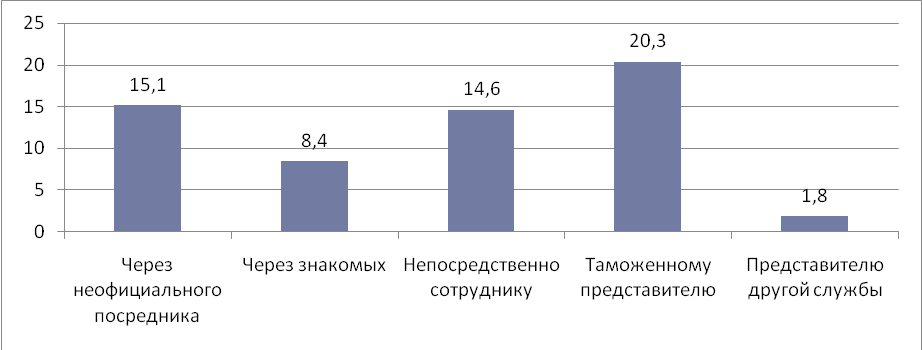 25
20
15
10
5
0
15,1
8,4
14,6
20,3
1,8
Через
неофициального
посредника
Через знакомых
Непосредственно
сотруднику
Таможенному
представителю
Представителю
другой службы